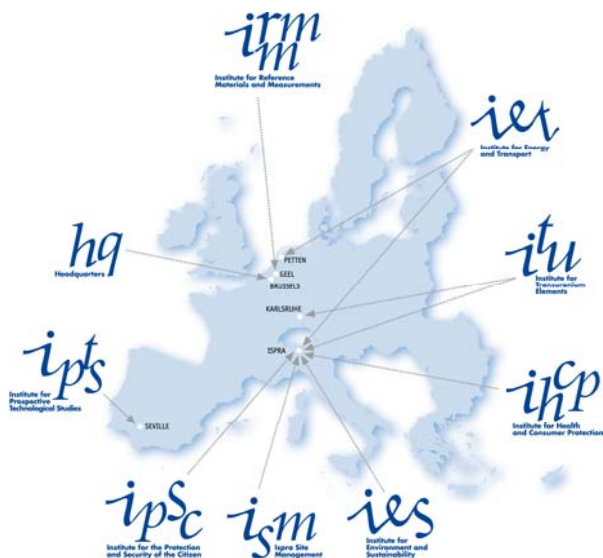 irmm
Institute for Reference
Materials and Measurements
iet
Institute for Energy
and Transport
hq
Headquarters
PETTEN
GEEL
BRUSSELS
itu
Institute for
Transuranium
Elements
KARLSRUHE
ISPRA
ipts
Institute for
Prospective
Technological Studies
SEVILLE
ihcp
Institute for Health
and Consumer Protection
ipsc
Institute for the Protection
and Security of the Citizen
ism
Ispra Site
Management
ies
Institute for
Environment and
Sustainability